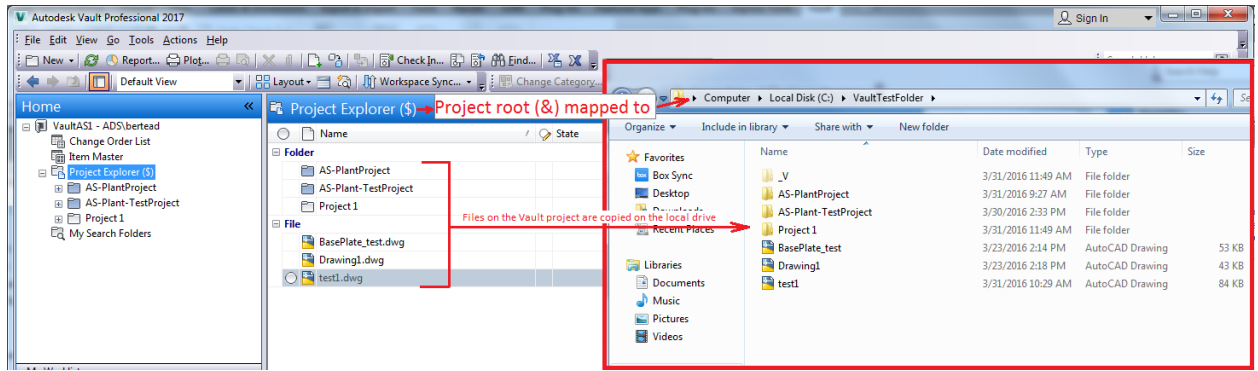 Autodesk Vault Professional 2017
Sign In
File Edit View Go Tools Actions Help
New Report... Plot... Check In... Find...
Default View Layout Workspace Sync... Change Category...
Home
VaultAS1 - ADS\bertead
Change Order List
Item Master
Project Explorer ($)
AS-PlantProject
AS-Plant-TestProject
Project 1
My Search Folders
Project Explorer ($)
Project root (&) mapped to
Name / State
Folder
AS-PlantProject
AS-Plant-TestProject
Project 1
File
BasePlate_test.dwg
Drawing1.dwg
test1.dwg
Files on the Vault project are copied on the local drive
Computer Local Disk (C:) VaultTestFolder
Organize Include in library Share with New folder
Favorites
Box Sync
Desktop
Downloads
Recent Places
Libraries
Documents
Music
Pictures
Videos
Name Date modified Type Size
_V 3/31/2016 11:49 AM File folder
AS-PlantProject 3/31/2016 9:27 AM File folder
AS-Plant-TestProject 3/30/2016 2:33 PM File folder
Project 1 3/31/2016 11:49 AM File folder
BasePlate_test 3/23/2016 2:14 PM AutoCAD Drawing 53 KB
Drawing1 3/23/2016 2:18 PM AutoCAD Drawing 43 KB
test1 3/31/2016 10:29 AM AutoCAD Drawing 84 KB